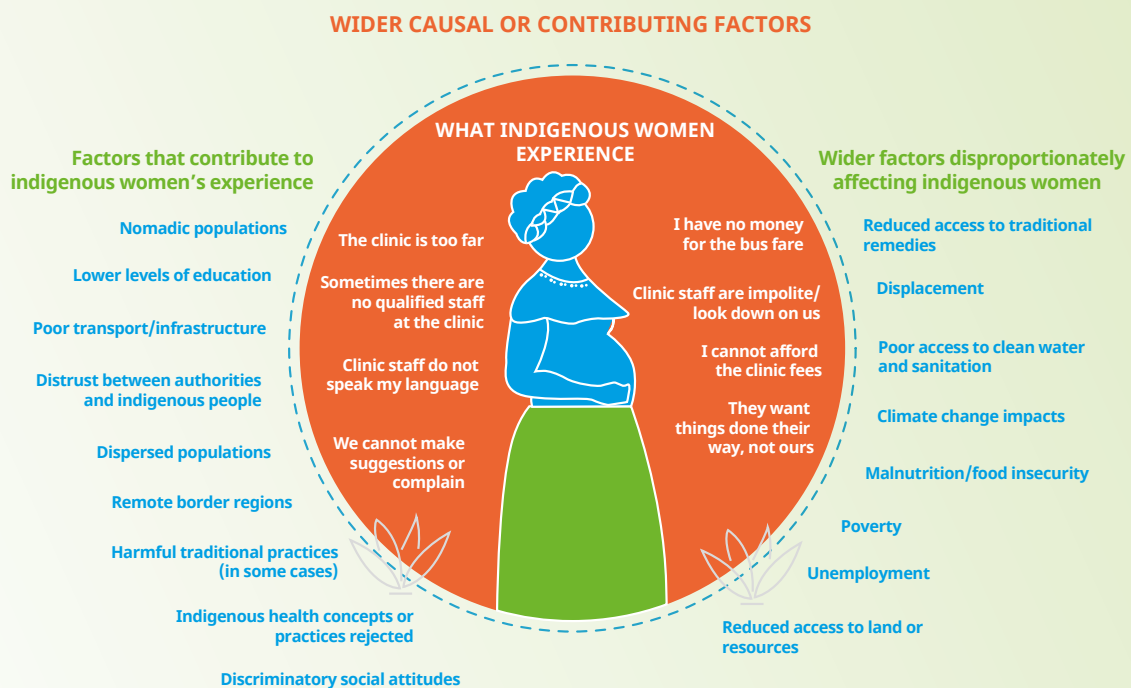 WIDER CAUSAL OR CONTRIBUTING FACTORS
Factors that contribute to
indigenous women's experience
Nomadic populations
Lower levels of education
Poor transport/infrastructure
Distrust between authorities
and indigenous people
Dispersed populations
Remote border regions
Harmful traditional practices
(in some cases)
Indigenous health concepts or
practices rejected
Discriminatory social attitudes
WHAT INDIGENOUS WOMEN
EXPERIENCE
The clinic is too far
Sometimes there are
no qualified staff
at the clinic
Clinic staff do not
speak my language
We cannot make
suggestions or
complain
I have no money
for the bus fare
Clinic staff are impolite/
look down on us
I cannot afford
the clinic fees
They want
things done their
way, not ours
Wider factors disproportionately
affecting indigenous women
Reduced access to traditional
remedies
Displacement
Poor access to clean water
and sanitation
Climate change impacts
Malnutrition/food insecurity
Poverty
Unemployment
Reduced access to land or
resources